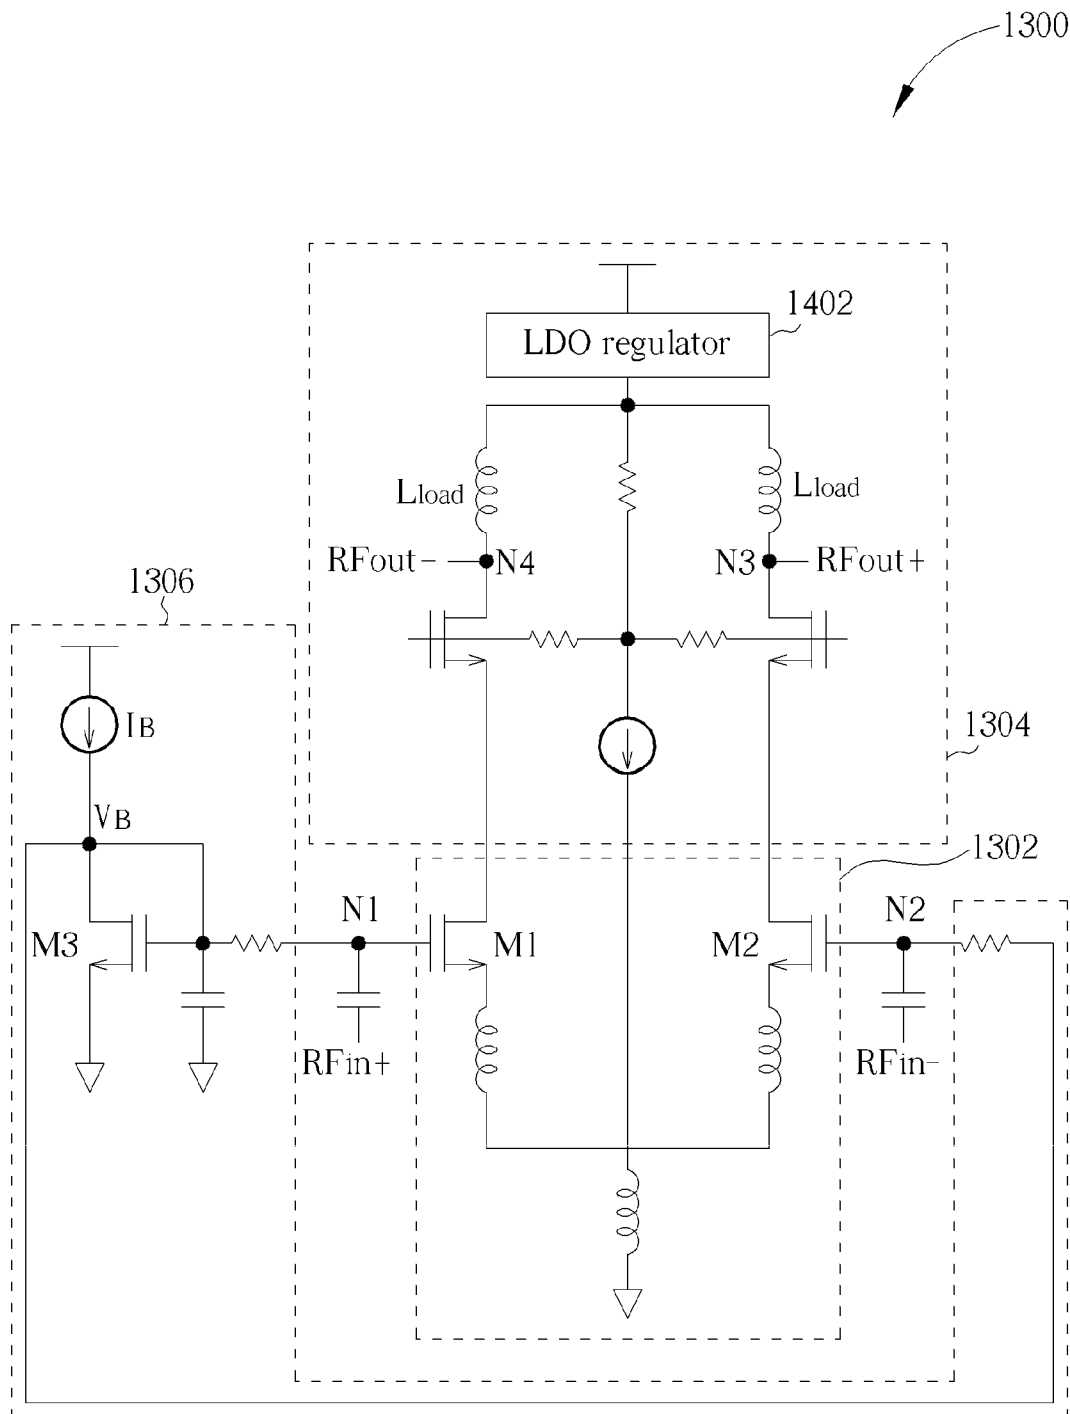 1300
1402
LDO regulator
Lload
Lload
RFout-
N4
N3
RFout+
1306
IB
1304
VB
1302
N1
N2
M3
M1
M2
RFin+
RFin-